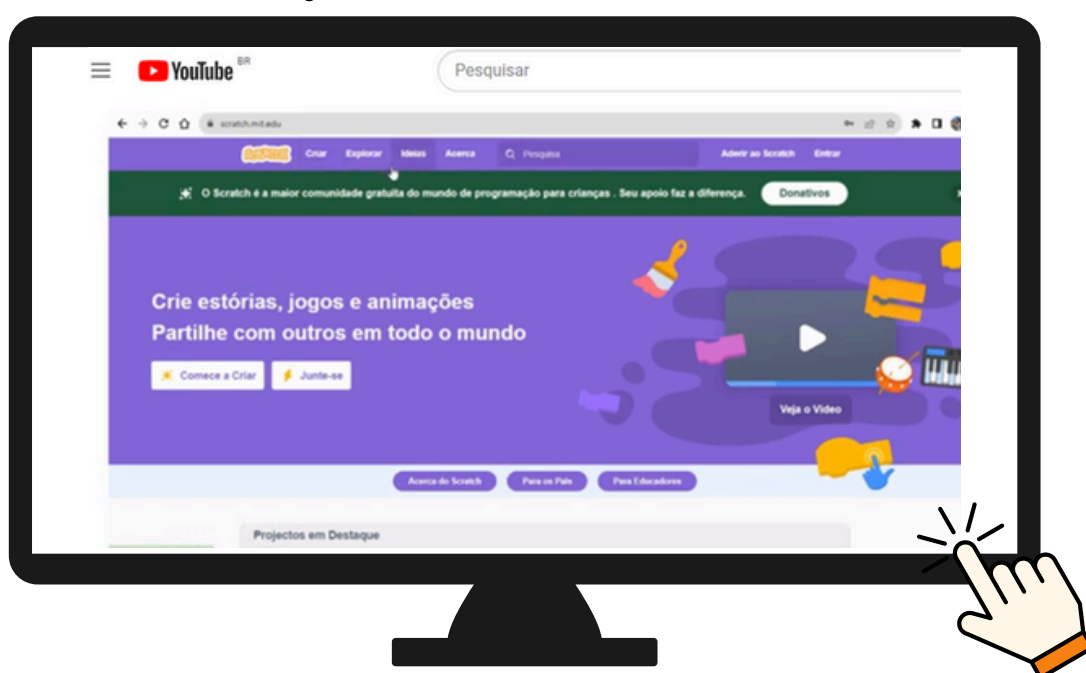 YouTube BR
Pesquisar
scratch.mit.edu
SCRATCH Criar Explorar Ideias Acerca Pesquisa Aderir ao Scratch Entrar
O Scratch é a maior comunidade gratuita do mundo de programação para crianças . Seu apoio faz a diferença. Donativos
Crie estórias, jogos e animações
Partilhe com outros em todo o mundo
Comece a Criar Junte-se
Veja o Video
Acerca do Scratch Para os Pais Para Educadores
Projectos em Destaque